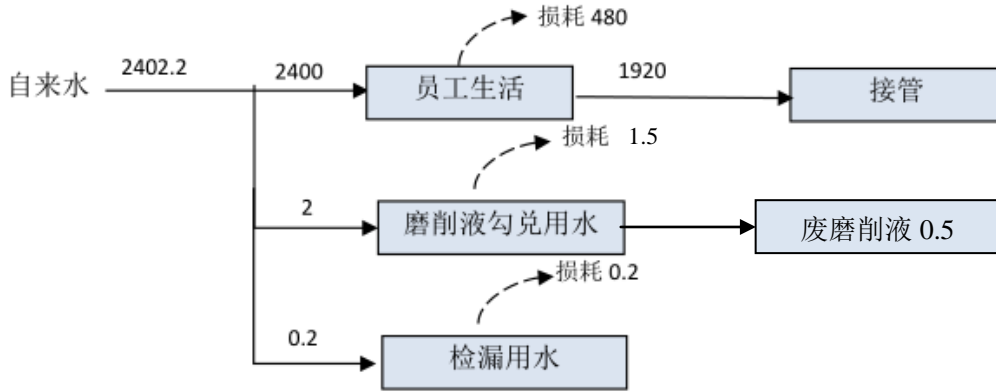 损耗 480
自来水 2402.2 2400 员工生活 1920 接管
损耗 1.5
2 磨削液勾兑用水 废磨削液 0.5
损耗 0.2
0.2 检漏用水